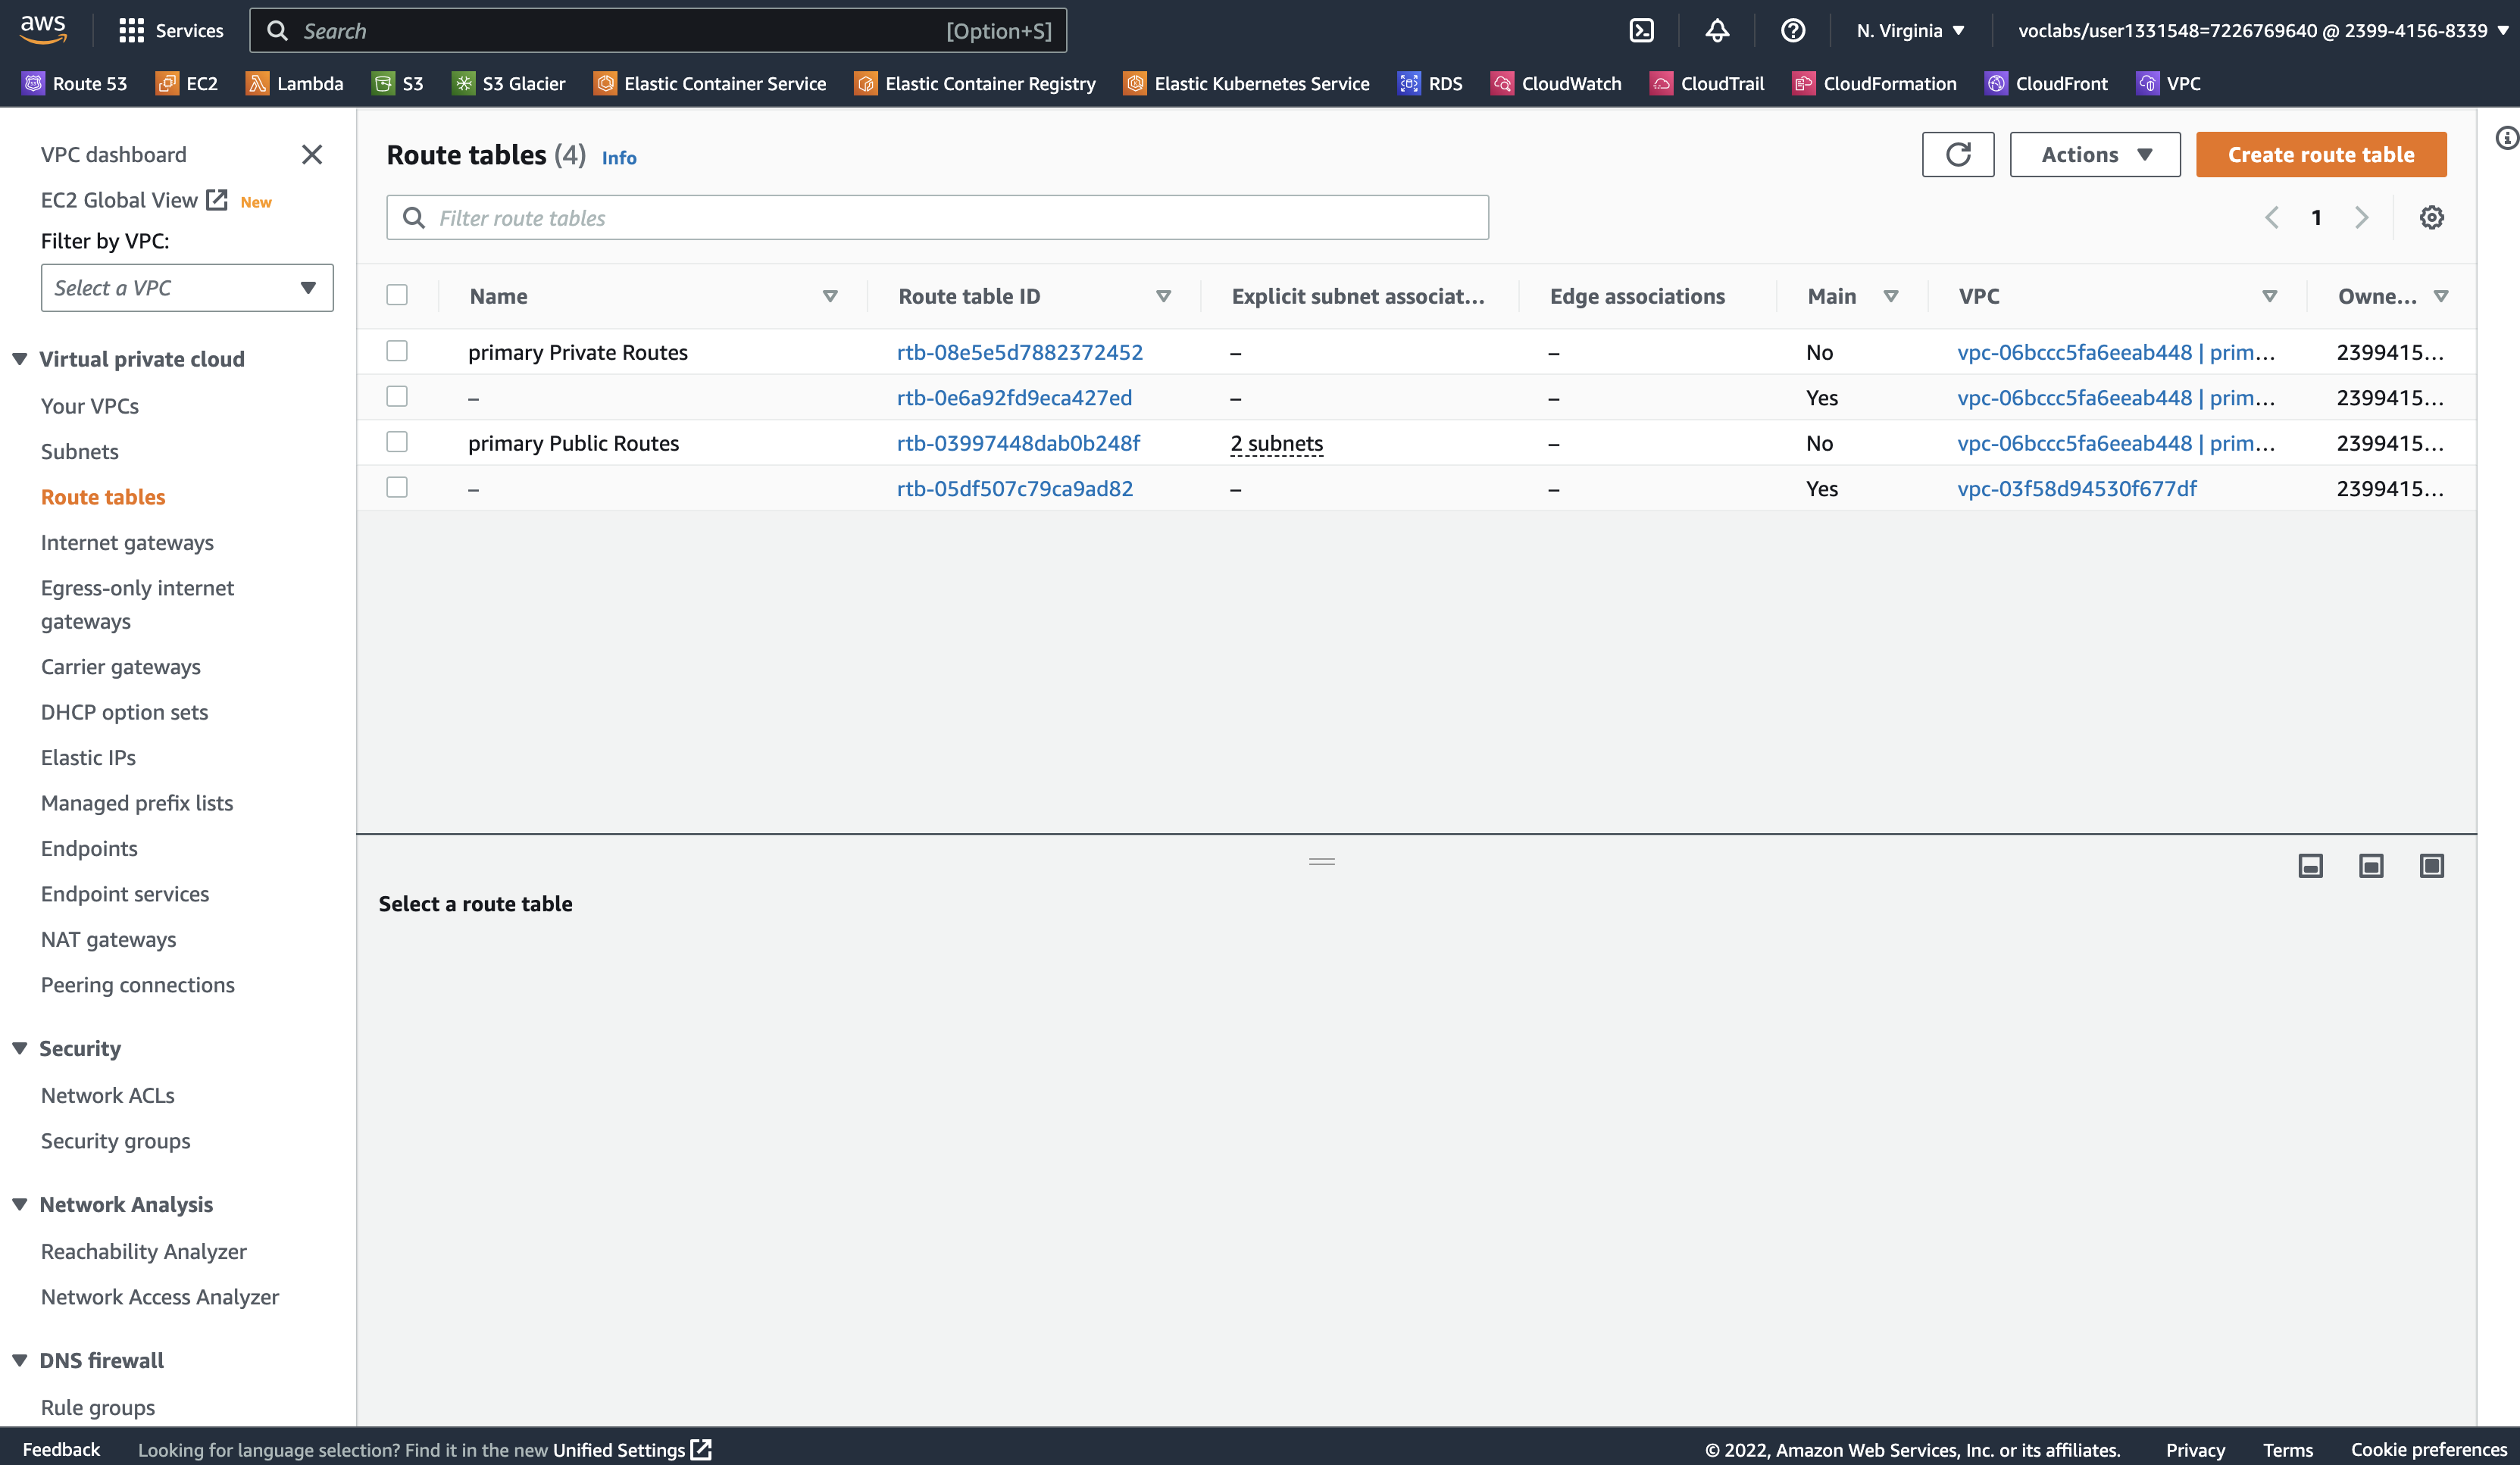 aws
Services
Search [Option+S]
N. Virginia
voclabs/user1331548=7226769640 @ 2399-4156-8339
Route 53 EC2 Lambda S3 S3 Glacier Elastic Container Service Elastic Container Registry Elastic Kubernetes Service RDS CloudWatch CloudTrail CloudFormation CloudFront VPC
VPC dashboard
EC2 Global View New
Filter by VPC:
Select a VPC
Virtual private cloud
Your VPCs
Subnets
Route tables
Internet gateways
Egress-only internet
gateways
Carrier gateways
DHCP option sets
Elastic IPs
Managed prefix lists
Endpoints
Endpoint services
NAT gateways
Peering connections
Security
Network ACLs
Security groups
Network Analysis
Reachability Analyzer
Network Access Analyzer
DNS firewall
Rule groups
Route tables (4) Info
Actions
Create route table
Filter route tables
1
Name Route table ID Explicit subnet associat... Edge associations Main VPC Owne...
primary Private Routes rtb-08e5e5d7882372452 – – No vpc-06bccc5fa6eeab448 | prim... 2399415...
– rtb-0e6a92fd9eca427ed – – Yes vpc-06bccc5fa6eeab448 | prim... 2399415...
primary Public Routes rtb-03997448dab0b248f 2 subnets – No vpc-06bccc5fa6eeab448 | prim... 2399415...
– rtb-05df507c79ca9ad82 – – Yes vpc-03f58d94530f677df 2399415...
Select a route table
Feedback Looking for language selection? Find it in the new Unified Settings
© 2022, Amazon Web Services, Inc. or its affiliates. Privacy Terms Cookie preferences